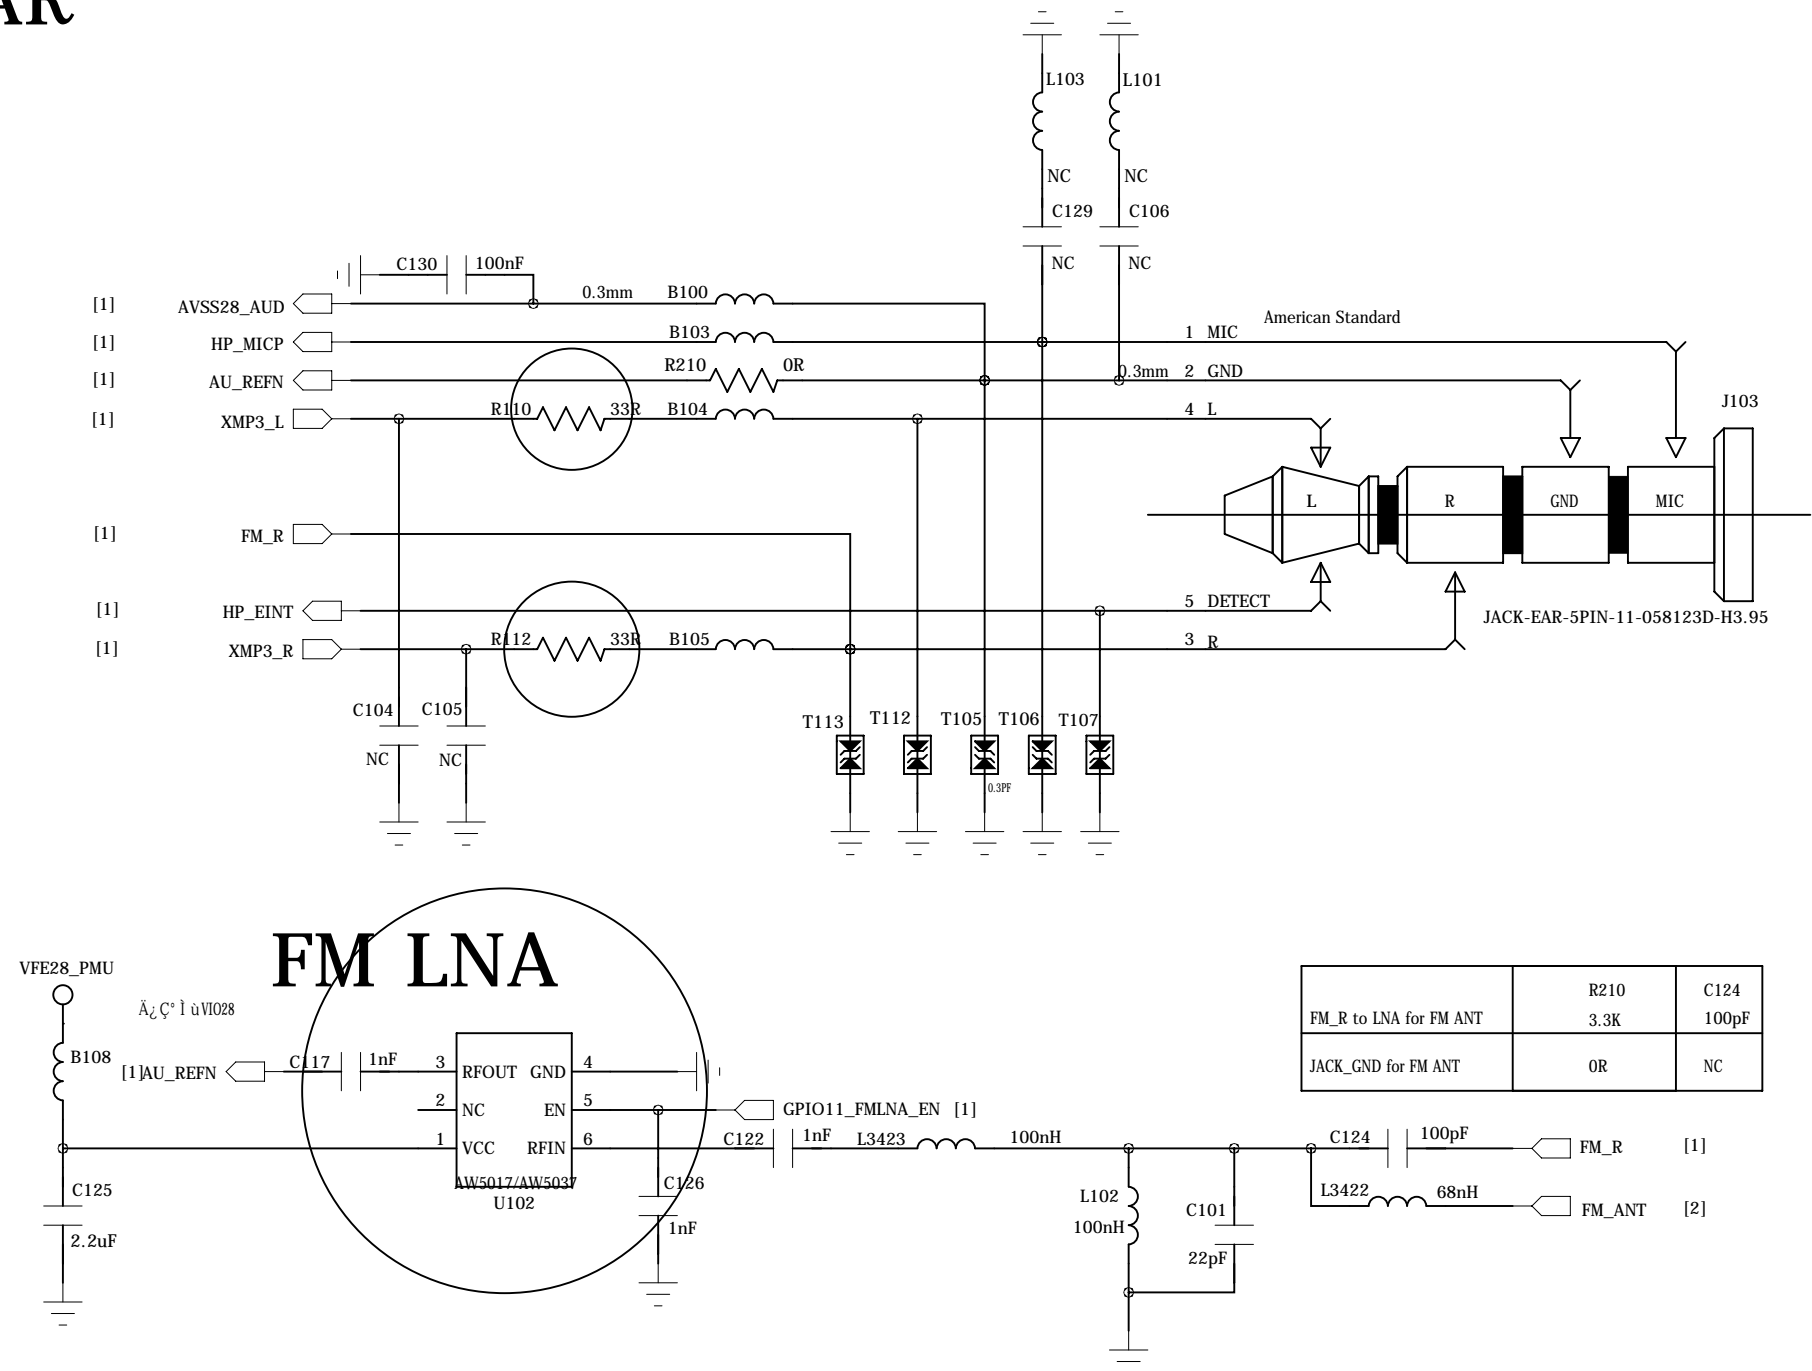 AR
L103
L101
NC
NC
C129
C106
NC
NC
C130
100nF
[1]
AVSS28_AUD
0.3mm
B100
[1]
HP_MICP
B103
1 MIC
American Standard
[1]
AU_REFN
R210
0R
0.3mm
2 GND
[1]
XMP3_L
R110
33R
B104
4 L
J103
L
R
GND
MIC
[1]
FM_R
[1]
HP_EINT
5 DETECT
JACK-EAR-5PIN-11-058123D-H3.95
[1]
XMP3_R
R112
33R
B105
3 R
C104
C105
NC
NC
T113
T112
T105
T106
T107
0.3PF
FM LNA
VFE28_PMU
Ä¿Ç°Ì ùVIO28
B108
[1]AU_REFN
C117
1nF
3
RFOUT
GND
4
2
NC
EN
5
GPIO11_FMLNA_EN [1]
1
VCC
RFIN
6
C122
1nF
L3423
100nH
AW5017/AW5037
U102
C126
1nF
C125
2.2uF
L102
100nH
C101
22pF
C124
100pF
FM_R
[1]
L3422
68nH
FM_ANT
[2]
R210 C124
FM_R to LNA for FM ANT 3.3K 100pF
JACK_GND for FM ANT 0R NC